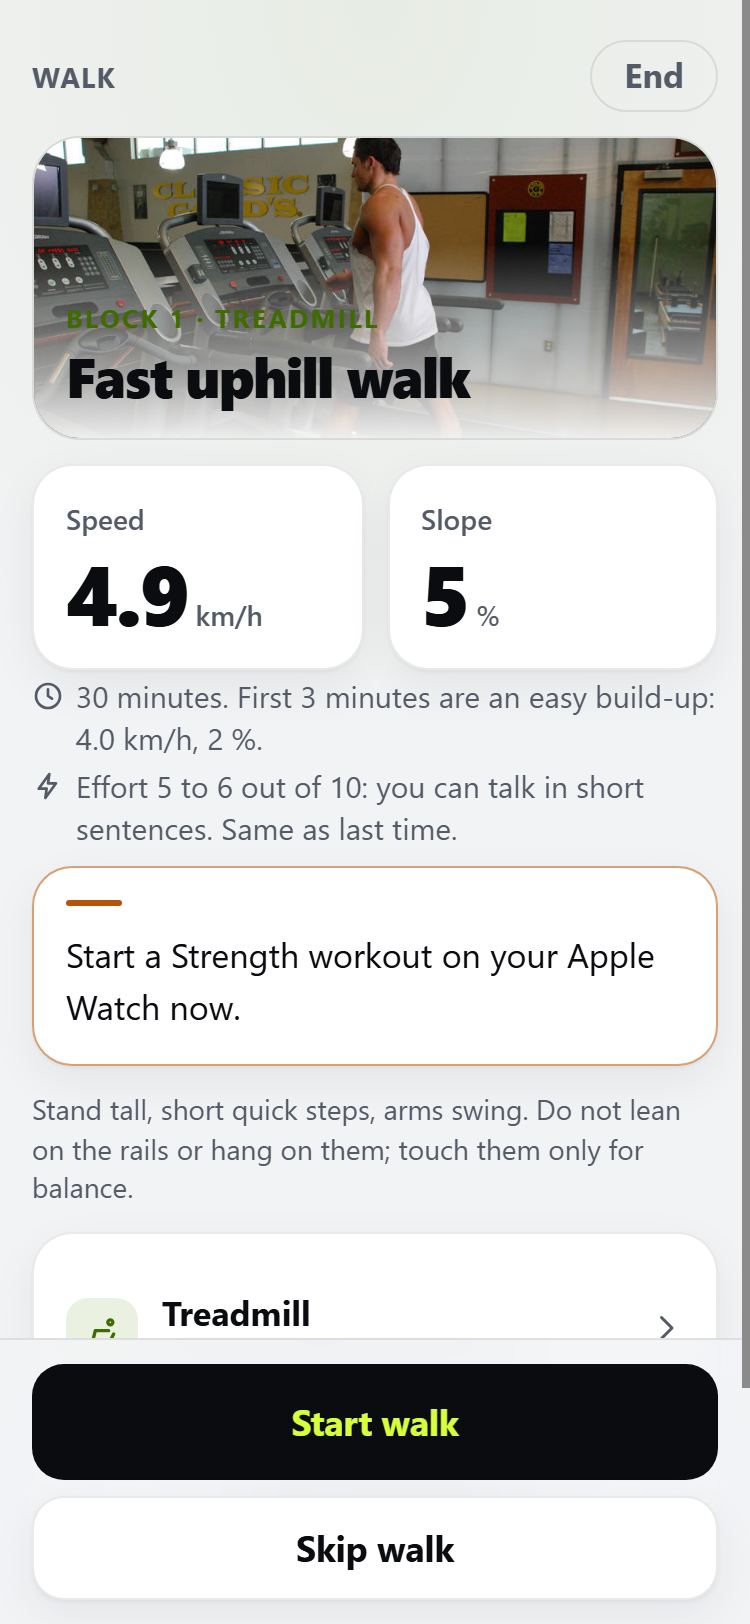 WALK
End
BLOCK 1 · TREADMILL
Fast uphill walk
Speed
4.9 km/h
Slope
5 %
30 minutes. First 3 minutes are an easy build-up:
4.0 km/h, 2 %.
Effort 5 to 6 out of 10: you can talk in short
sentences. Same as last time.
Start a Strength workout on your Apple
Watch now.
Stand tall, short quick steps, arms swing. Do not lean
on the rails or hang on them; touch them only for
balance.
Treadmill
Start walk
Skip walk